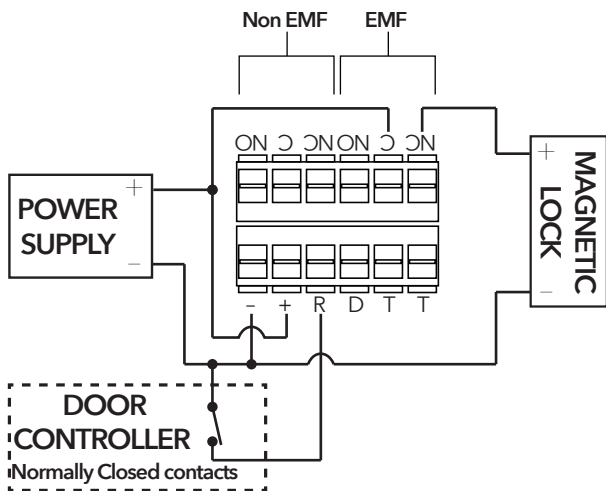 Non EMF EMF
NO C NC NO C NC
+
POWER
SUPPLY
-
+
MAGNETIC
LOCK
-
- + R D T T
DOOR
CONTROLLER
Normally Closed contacts